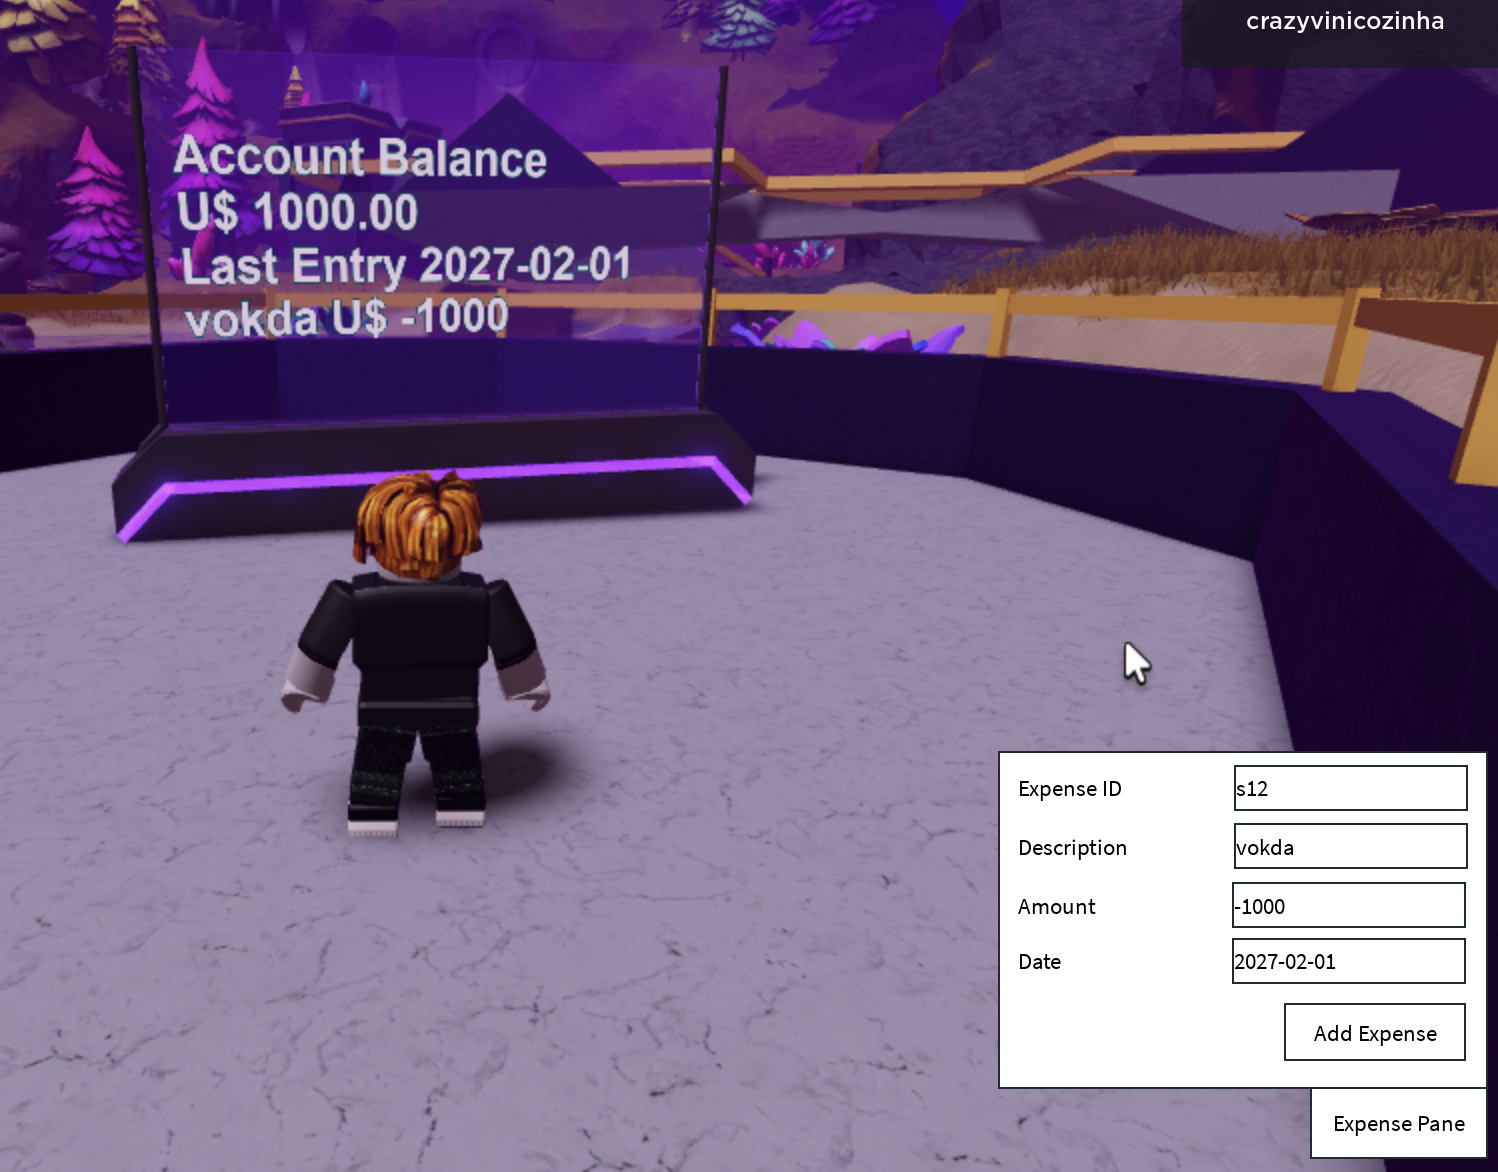 crazyvinicozinha
Account Balance
U$ 1000.00
Last Entry 2027-02-01
vokda U$ -1000
Expense ID
s12
Description
vokda
Amount
-1000
Date
2027-02-01
Add Expense
Expense Pane